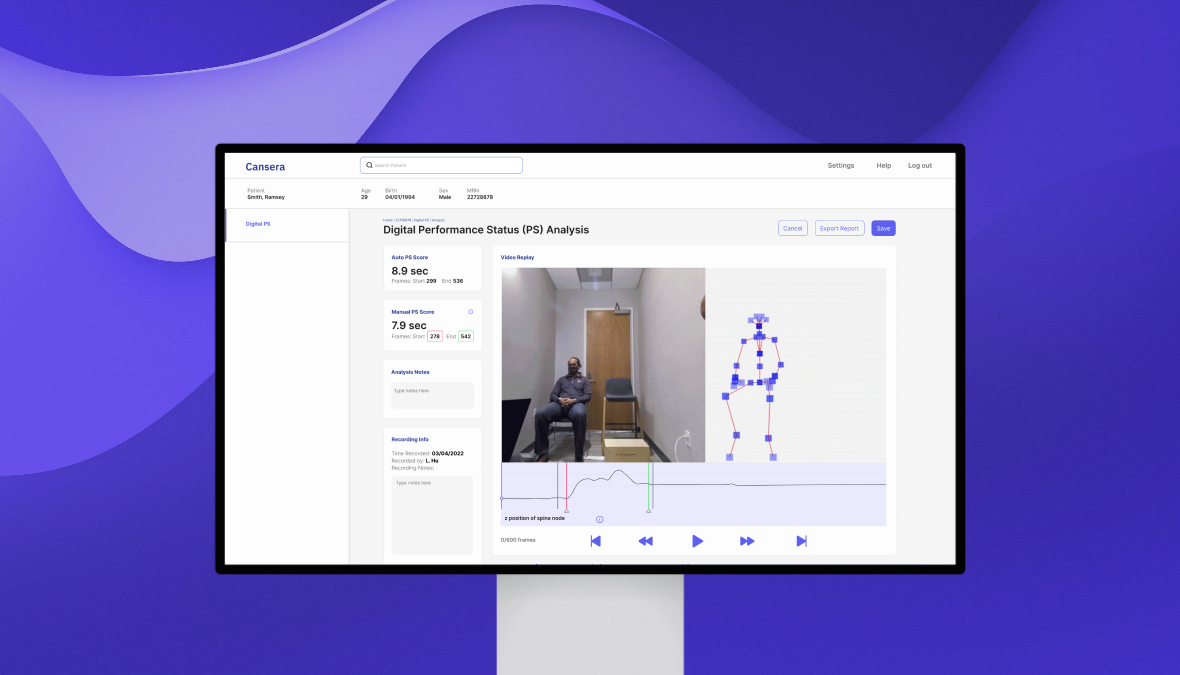 Cansera
Search Patient
Settings Help Log out
Patient Age Birth Sex MRN
Smith, Ramsey 29 04/01/1994 Male 22728878
Digital PS
Digital Performance Status (PS) Analysis
Cancel Export Report Save
Auto PS Score
8.9 sec
Frames: Start 299 End 536
Manual PS Score
7.9 sec
Frames: Start 278 End 542
Analysis Notes
Type notes here
Recording Info
Time Recorded: 03/04/2022
Recorded by: L. Hu
Recording Notes:
Type notes here
Video Replay
z position of spine node
0/600 frames